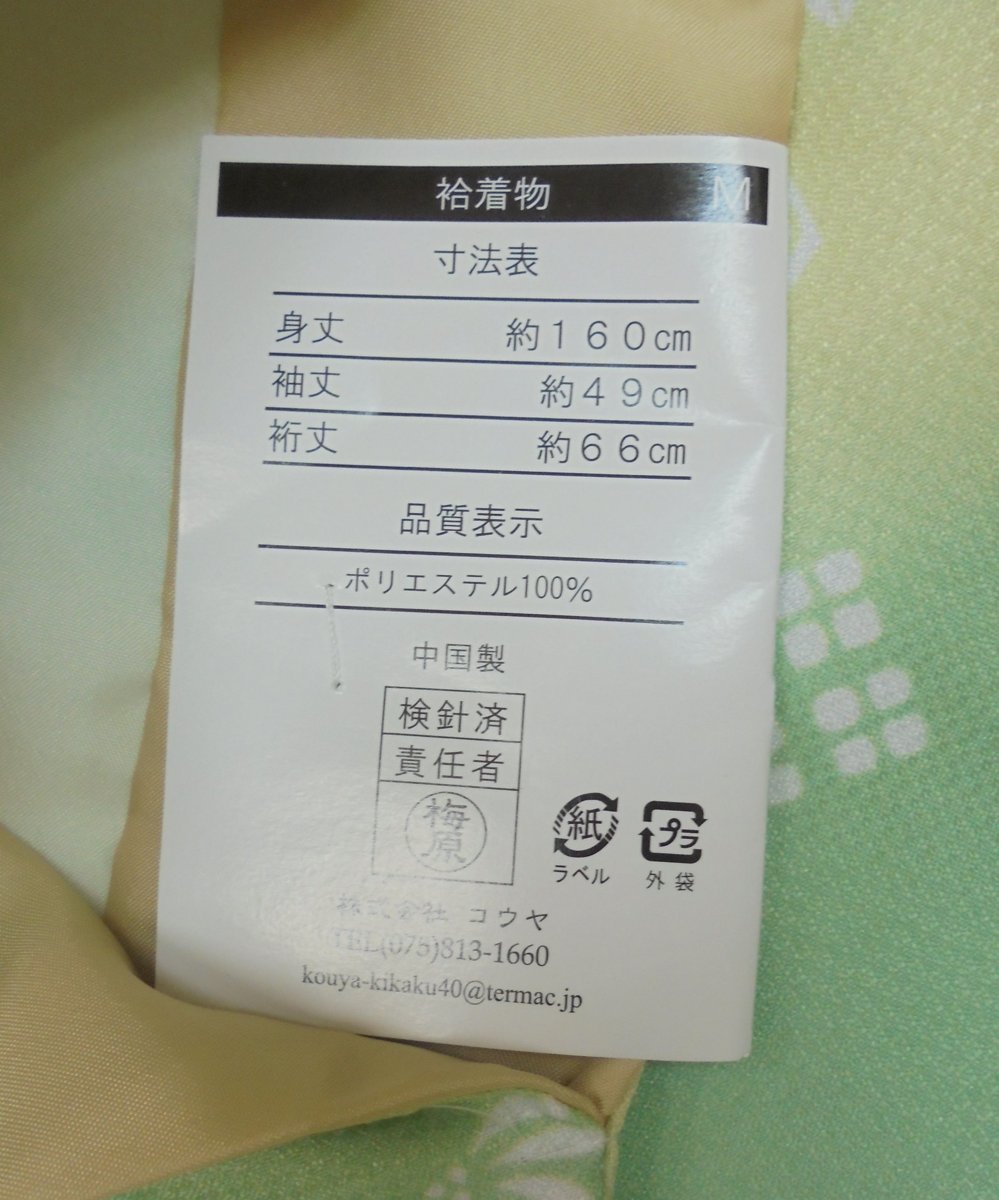 袷着物 M
寸法表
身丈 約１６０cm
袖丈 約４９cm
裄丈 約６６cm
品質表示
ポリエステル100%
中国製
検針済
責任者
梅原
紙
ラベル
プラ
外袋
株式会社 コウヤ
TEL(075)813-1660
kouya-kikaku40@termac.jp